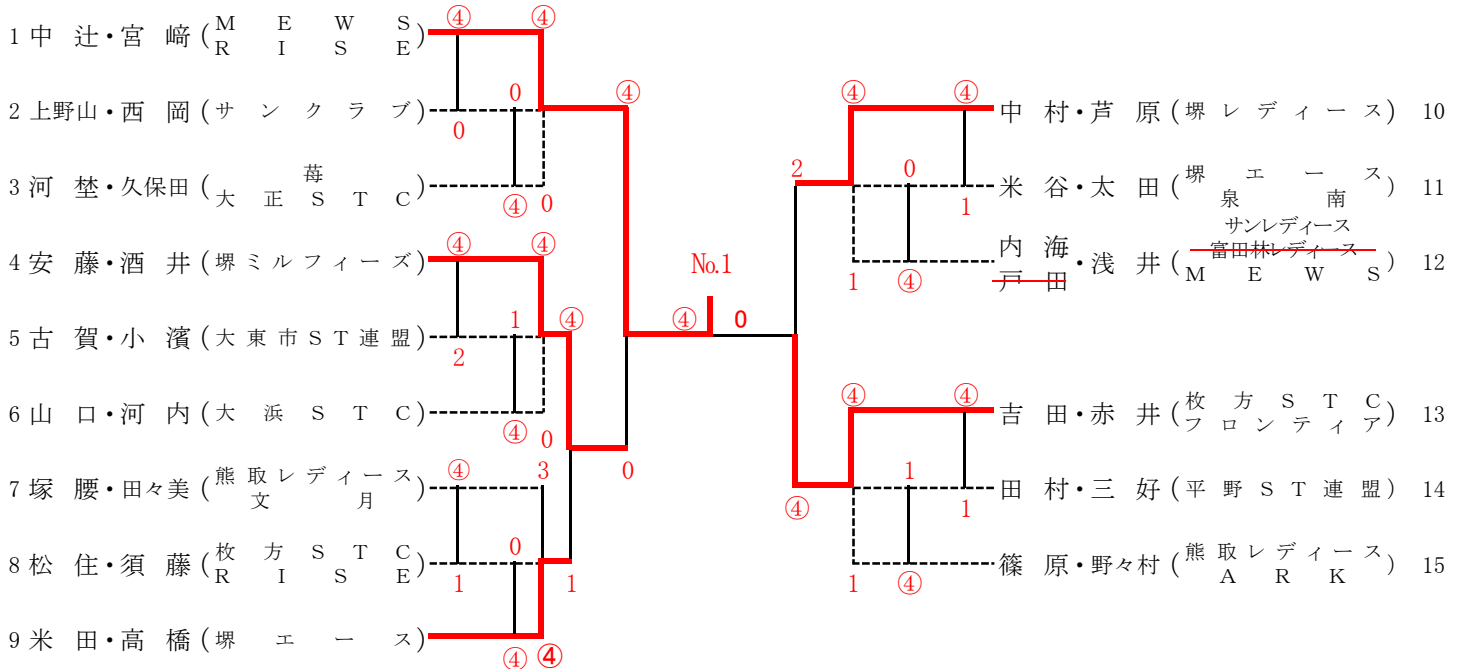 ④ ④
1 中 辻・宮 﨑 (M E W S
R I S E)
0 ④
2 上野山・西 岡 (サ ン ク ラ ブ)
0
3 河 埜・久保田 (苺
大 正 S T C)
④ 0
④ ④
4 安 藤・酒 井 (堺 ミ ル フ ィ ー ズ)
1 ④
5 古 賀・小 濱 (大 東 市 S T 連 盟)
2
6 山 口・河 内 (大 浜 S T C)
④ 0
④ 3 0
7 塚 腰・田々美 (熊 取 レ デ ィ ー ス
文 月)
0
8 松 住・須 藤 (枚 方 S T C
R I S E)
1 1
9 米 田・高 橋 (堺 エ ー ス)
④ ④
No.1
④ 0
④ ④
中 村・芦 原 (堺 レ デ ィ ー ス) 10
2 0
米 谷・太 田 (堺 エ ー ス
泉 南) 11
1
サンレディース
富田林レディース
内 海
戸 田・浅 井 (M E W S) 12
1 ④
④ ④
吉 田・赤 井 (枚 方 S T C
フ ロ ン テ ィ ア) 13
1
田 村・三 好 (平 野 S T 連 盟) 14
④ 1
篠 原・野々村 (熊 取 レ デ ィ ー ス
A R K) 15
1 ④